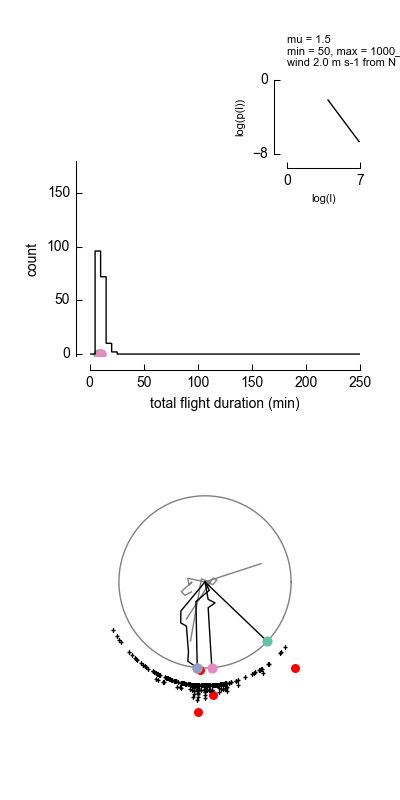 mu = 1.5
min = 50, max = 1000_
wind 2.0 m s-1 from N
0
log(p(l))
−8
0
7
log(l)
150
count
100
50
0
0
50
100
150
200
250
total flight duration (min)